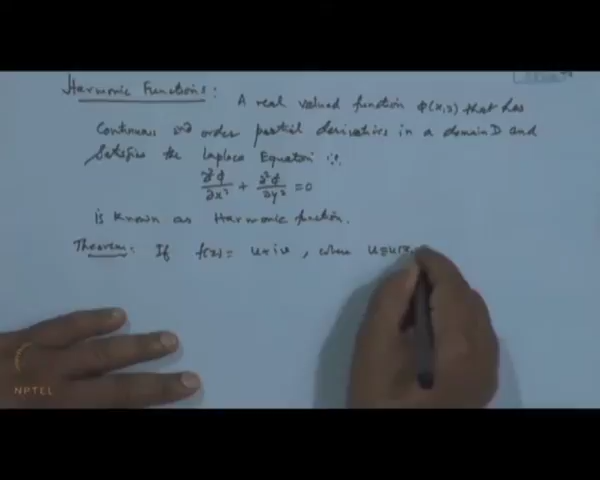 Harmonic Functions :
A real valued function φ(x,y) that has
Continuous 2nd order partial derivatives in a domain D and
Satisfies the Laplace Equation i.e.
∂²φ/∂x² + ∂²φ/∂y² = 0
is known as Harmonic function.
Theorem : If f(z) = u+iv , where u=u(x
NPTEL